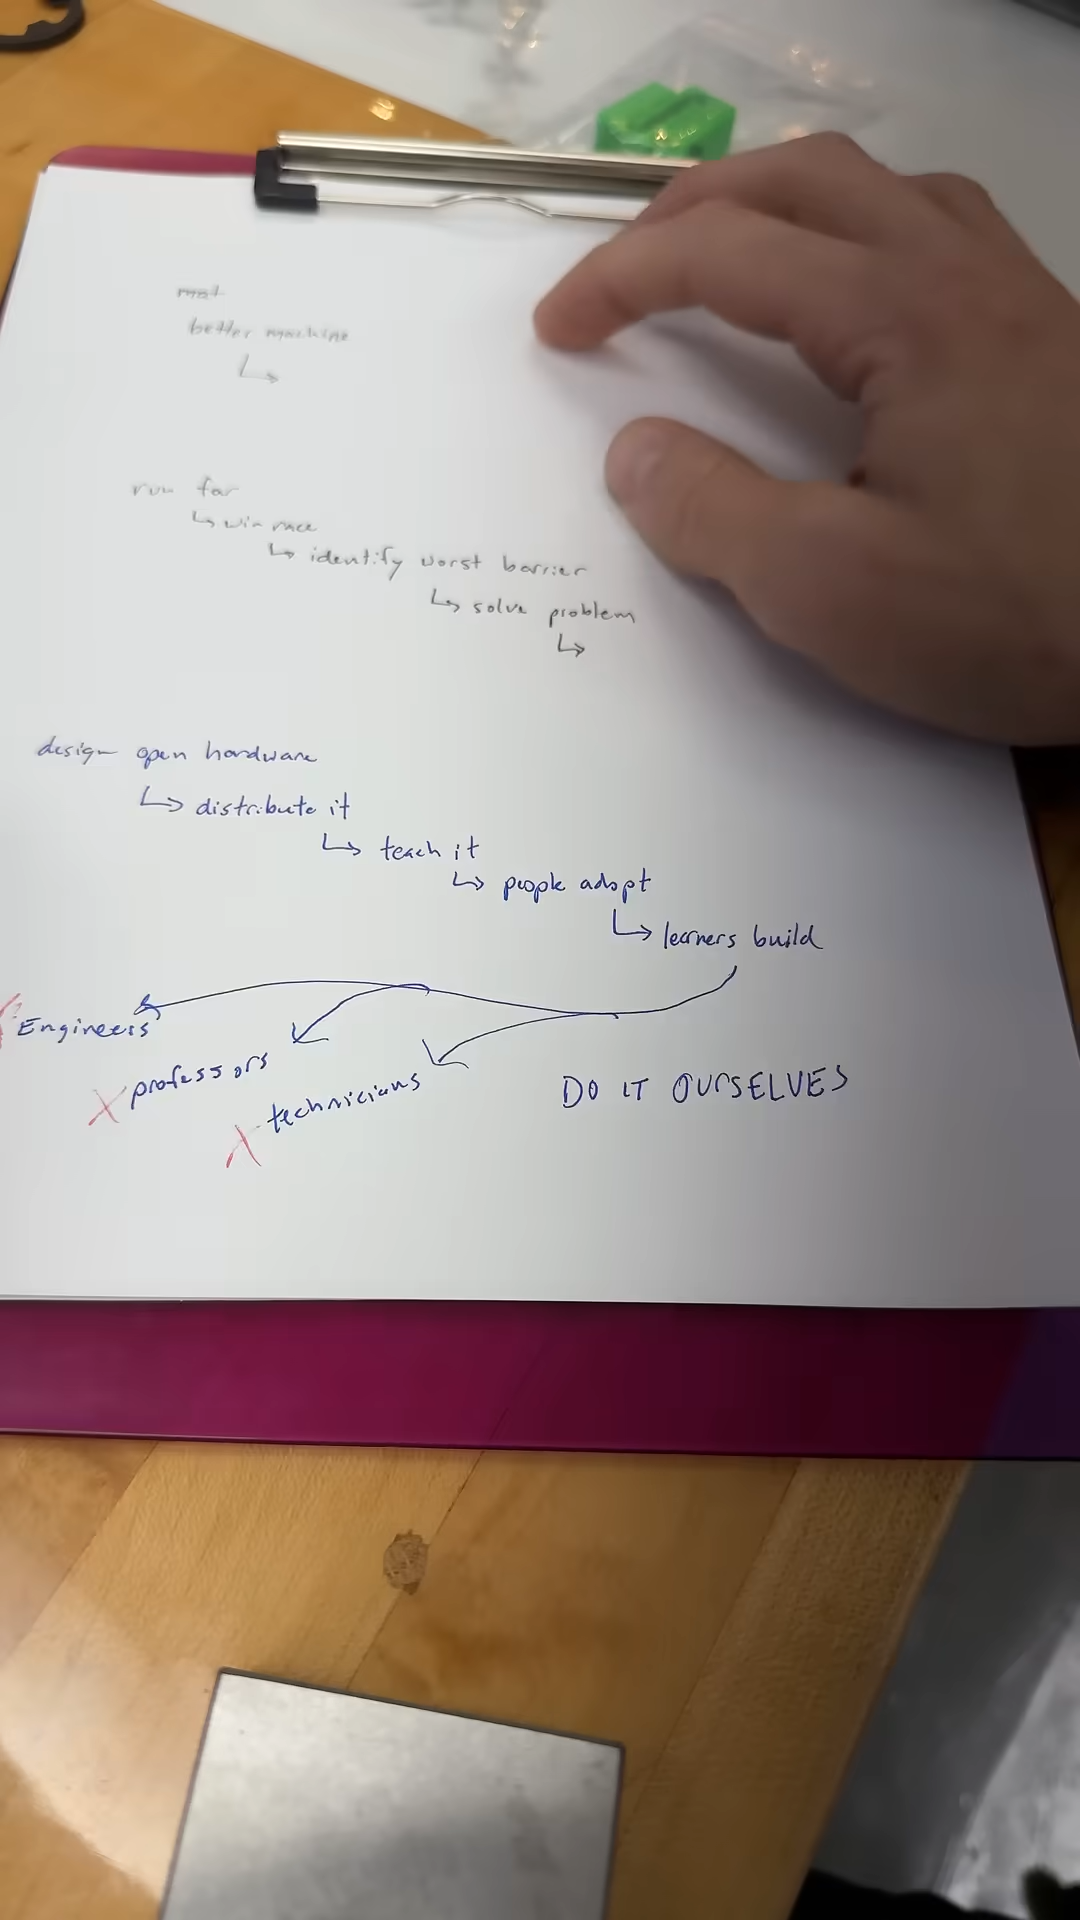 better machine
run far
↳ win race
↳ identify worst barrier
↳ solve problem
↳
design open hardware
↳ distribute it
↳ teach it
↳ people adopt
↳ learners build
Engineers
X professors
X technicians
DO IT OURSELVES